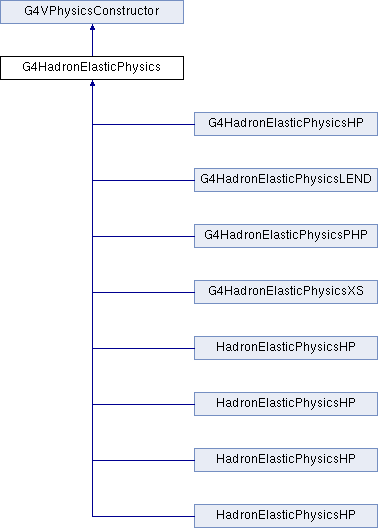 G4VPhysicsConstructor
G4HadronElasticPhysics
G4HadronElasticPhysicsHP
G4HadronElasticPhysicsLEND
G4HadronElasticPhysicsPHP
G4HadronElasticPhysicsXS
HadronElasticPhysicsHP
HadronElasticPhysicsHP
HadronElasticPhysicsHP
HadronElasticPhysicsHP